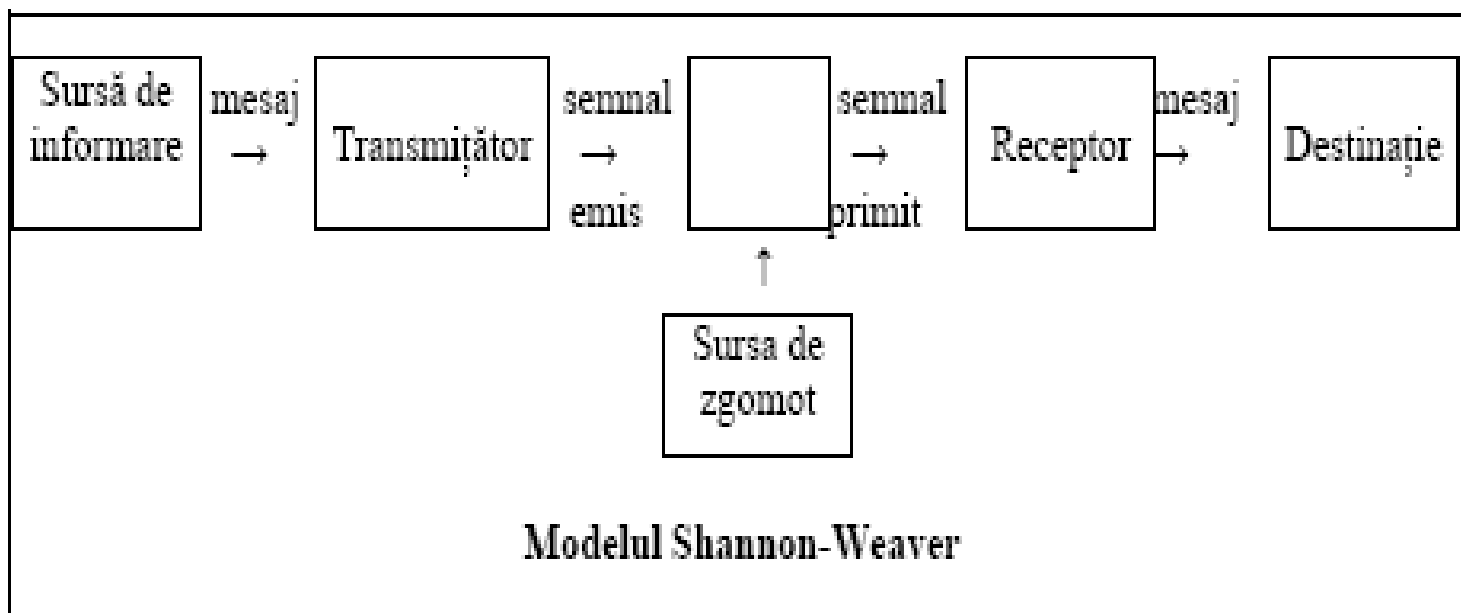 Sursă de
informare
mesaj
→
Transmițător
semnal
→
emis
semnal
→
primit
Receptor
mesaj
→
Destinație
↑
Sursa de
zgomot
Modelul Shannon-Weaver